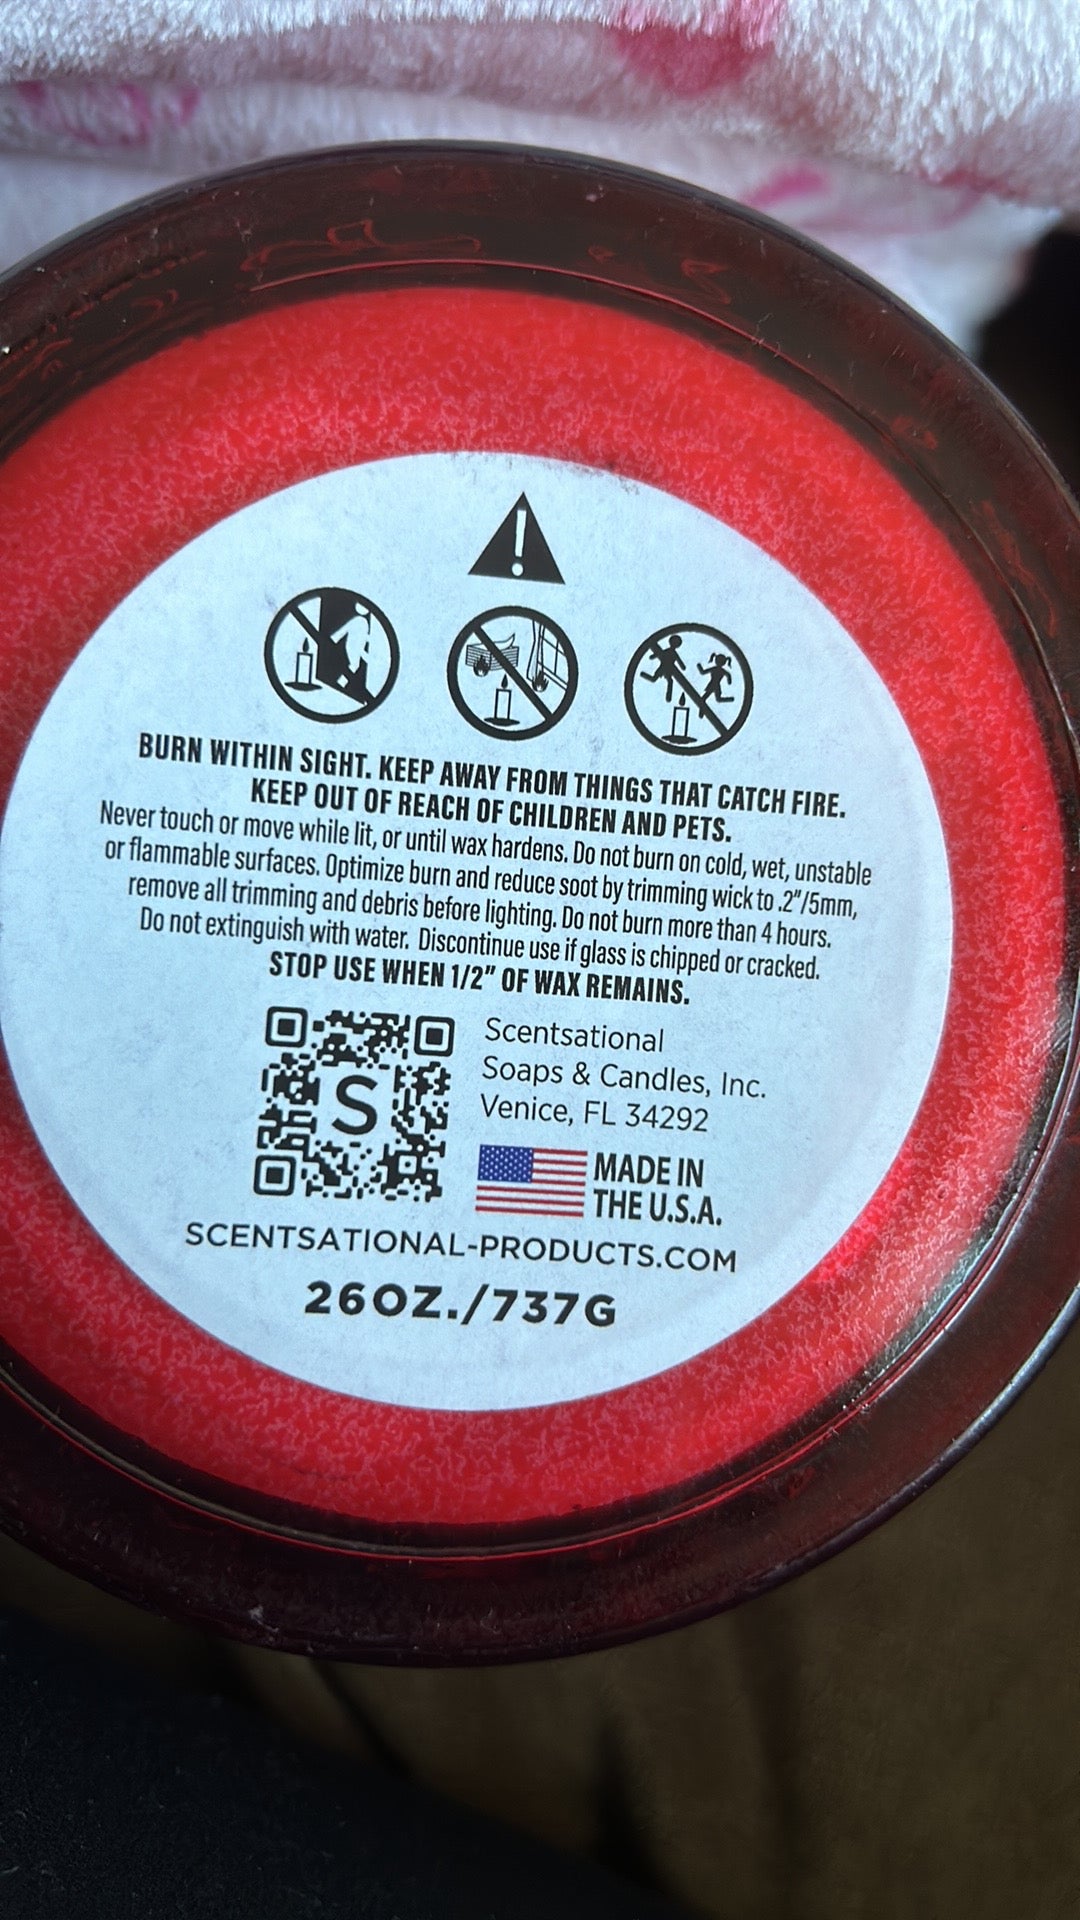 BURN WITHIN SIGHT. KEEP AWAY FROM THINGS THAT CATCH FIRE.
KEEP OUT OF REACH OF CHILDREN AND PETS.
Never touch or move while lit, or until wax hardens. Do not burn on cold, wet, unstable
or flammable surfaces. Optimize burn and reduce soot by trimming wick to .2"/5mm,
remove all trimming and debris before lighting. Do not burn more than 4 hours.
Do not extinguish with water. Discontinue use if glass is chipped or cracked.
STOP USE WHEN 1/2" OF WAX REMAINS.
S
Scentsational
Soaps & Candles, Inc.
Venice, FL 34292
MADE IN
THE U.S.A.
SCENTSATIONAL-PRODUCTS.COM
26OZ./737G